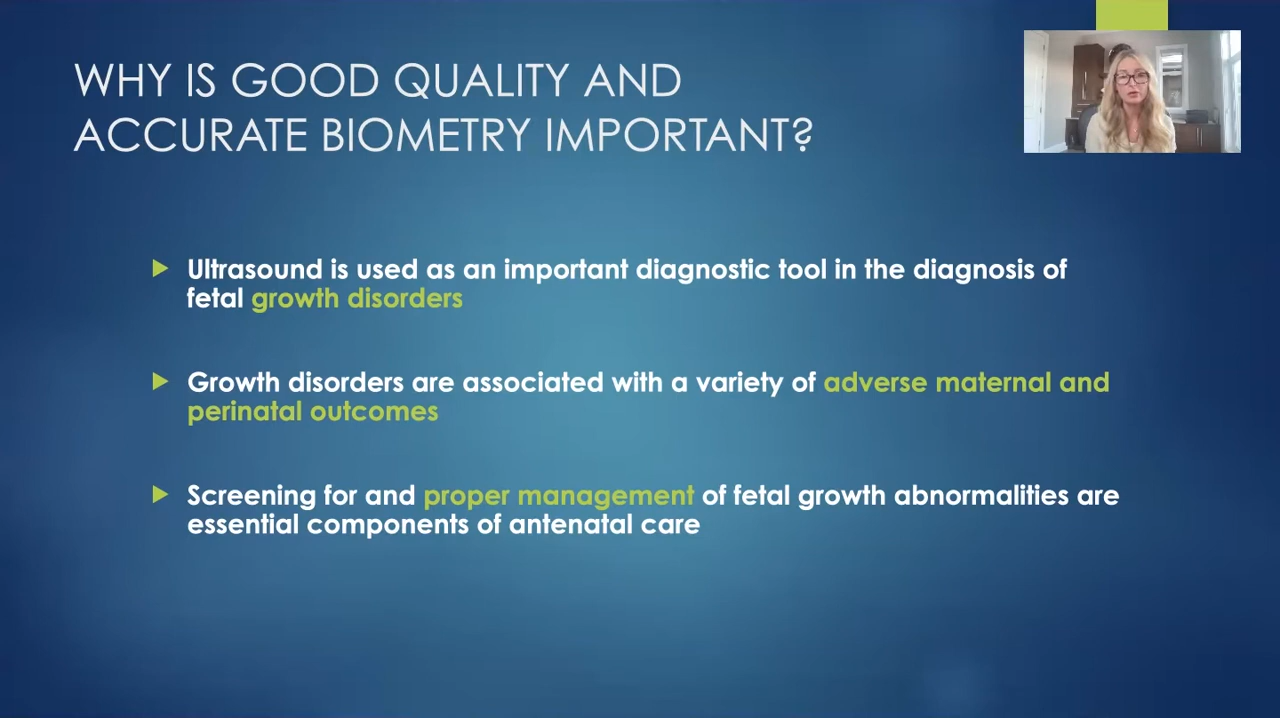 WHY IS GOOD QUALITY AND
ACCURATE BIOMETRY IMPORTANT?
Ultrasound is used as an important diagnostic tool in the diagnosis of
fetal growth disorders
Growth disorders are associated with a variety of adverse maternal and
perinatal outcomes
Screening for and proper management of fetal growth abnormalities are
essential components of antenatal care